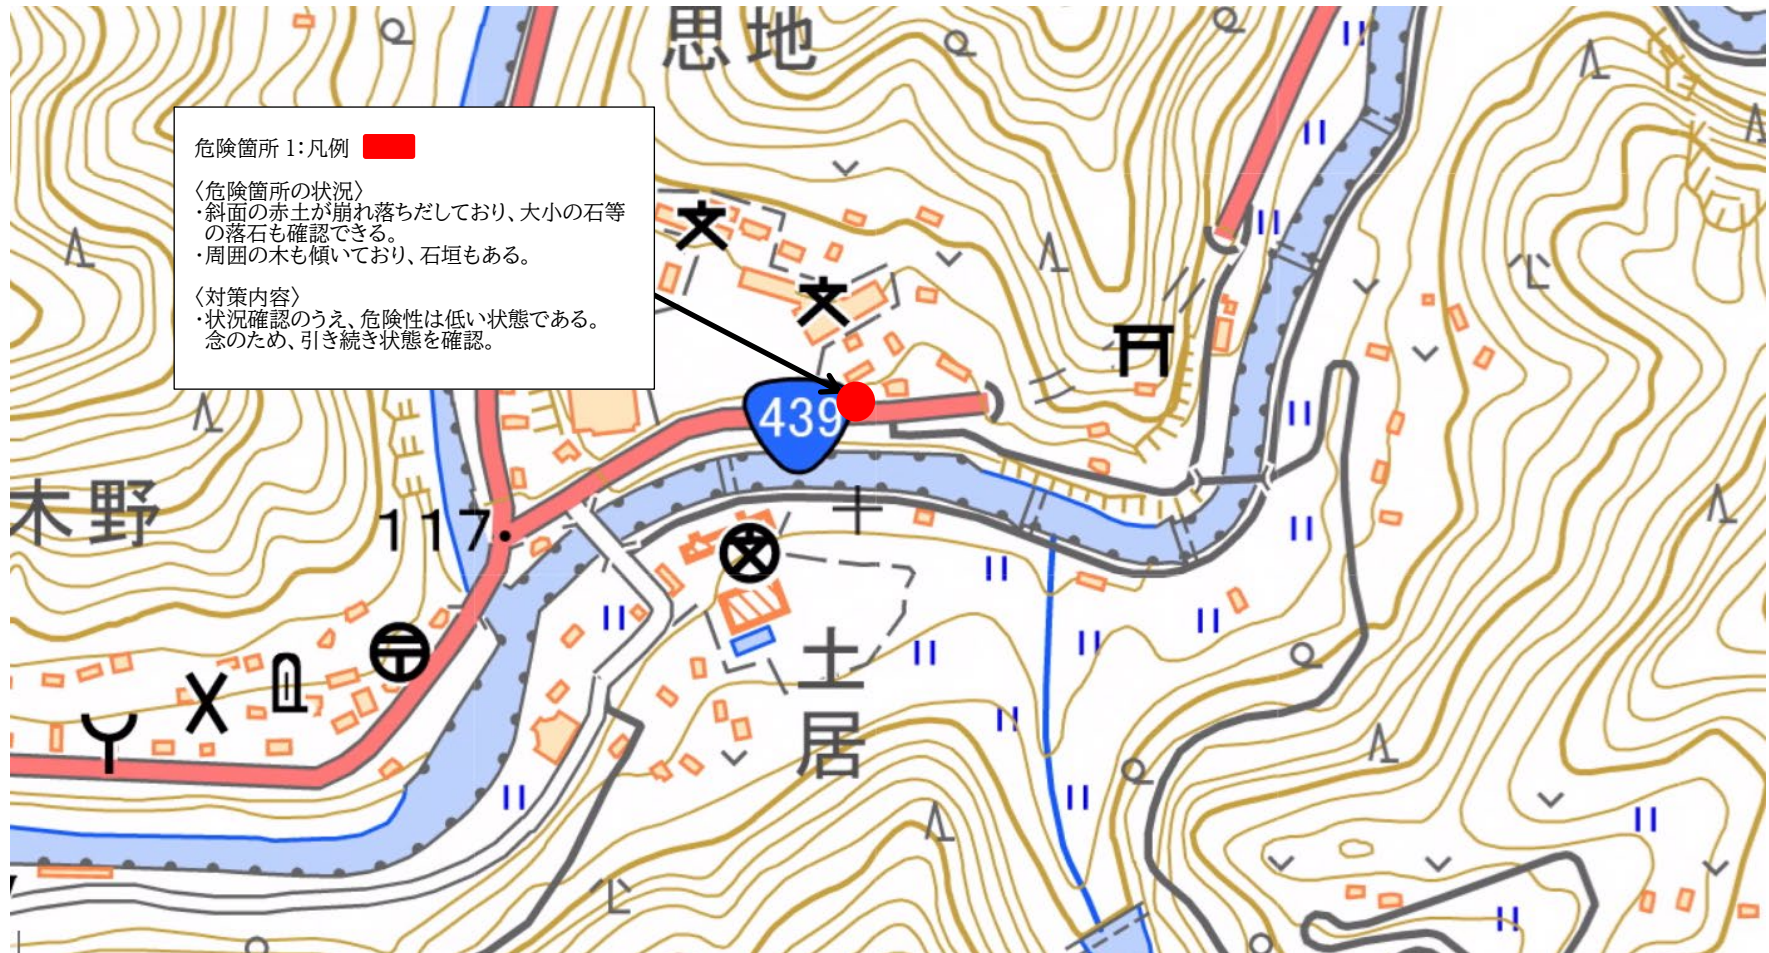 思地
危険箇所 1：凡例
〈危険箇所の状況〉
・斜面の赤土が崩れ落ちだしており、大小の石等
の落石も確認できる。
・周囲の木も傾いており、石垣もある。
〈対策内容〉
・状況確認のうえ、危険性は低い状態である。
念のため、引き続き状態を確認。
439
木野
117
土
居